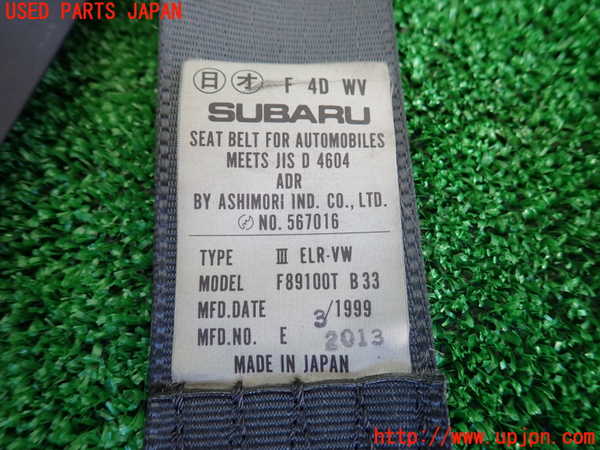 USED PARTS JAPAN
日 オ F 4D WV
SUBARU
SEAT BELT FOR AUTOMOBILES
MEETS JIS D 4604
ADR
BY ASHIMORI IND. CO., LTD.
NO. 567016
TYPE III ELR-VW
MODEL F89100T B33
MFD.DATE 3/1999
MFD.NO. E 2013
MADE IN JAPAN
http://www.upjpn.com